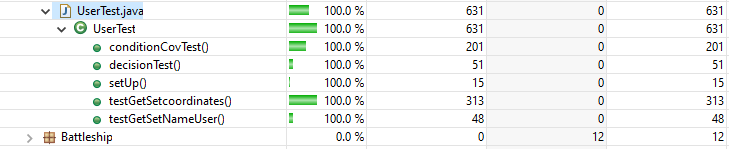 UserTest.java 100.0 % 631 0 631
UserTest 100.0 % 631 0 631
conditionCovTest() 100.0 % 201 0 201
decisionTest() 100.0 % 51 0 51
setUp() 100.0 % 15 0 15
testGetSetcoordinates() 100.0 % 313 0 313
testGetSetNameUser() 100.0 % 48 0 48
Battleship 0.0 % 0 12 12